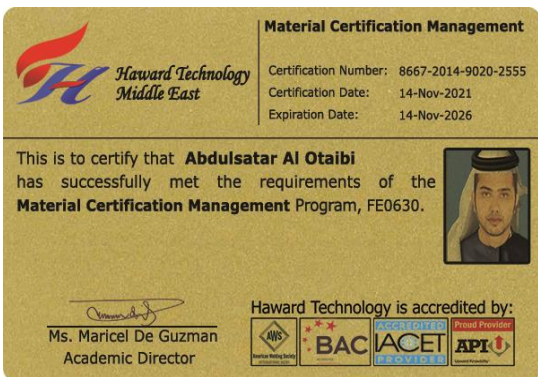 Material Certification Management
Haward Technology
Middle East
Certification Number: 8667-2014-9020-2555
Certification Date: 14-Nov-2021
Expiration Date: 14-Nov-2026
This is to certify that Abdulsatar Al Otaibi
has successfully met the requirements of the
Material Certification Management Program, FE0630.
Ms. Maricel De Guzman
Academic Director
Haward Technology is accredited by:
AWS
American Welding Society
BAC
ACCREDITED
IACET
PROVIDER
Proud Provider
API